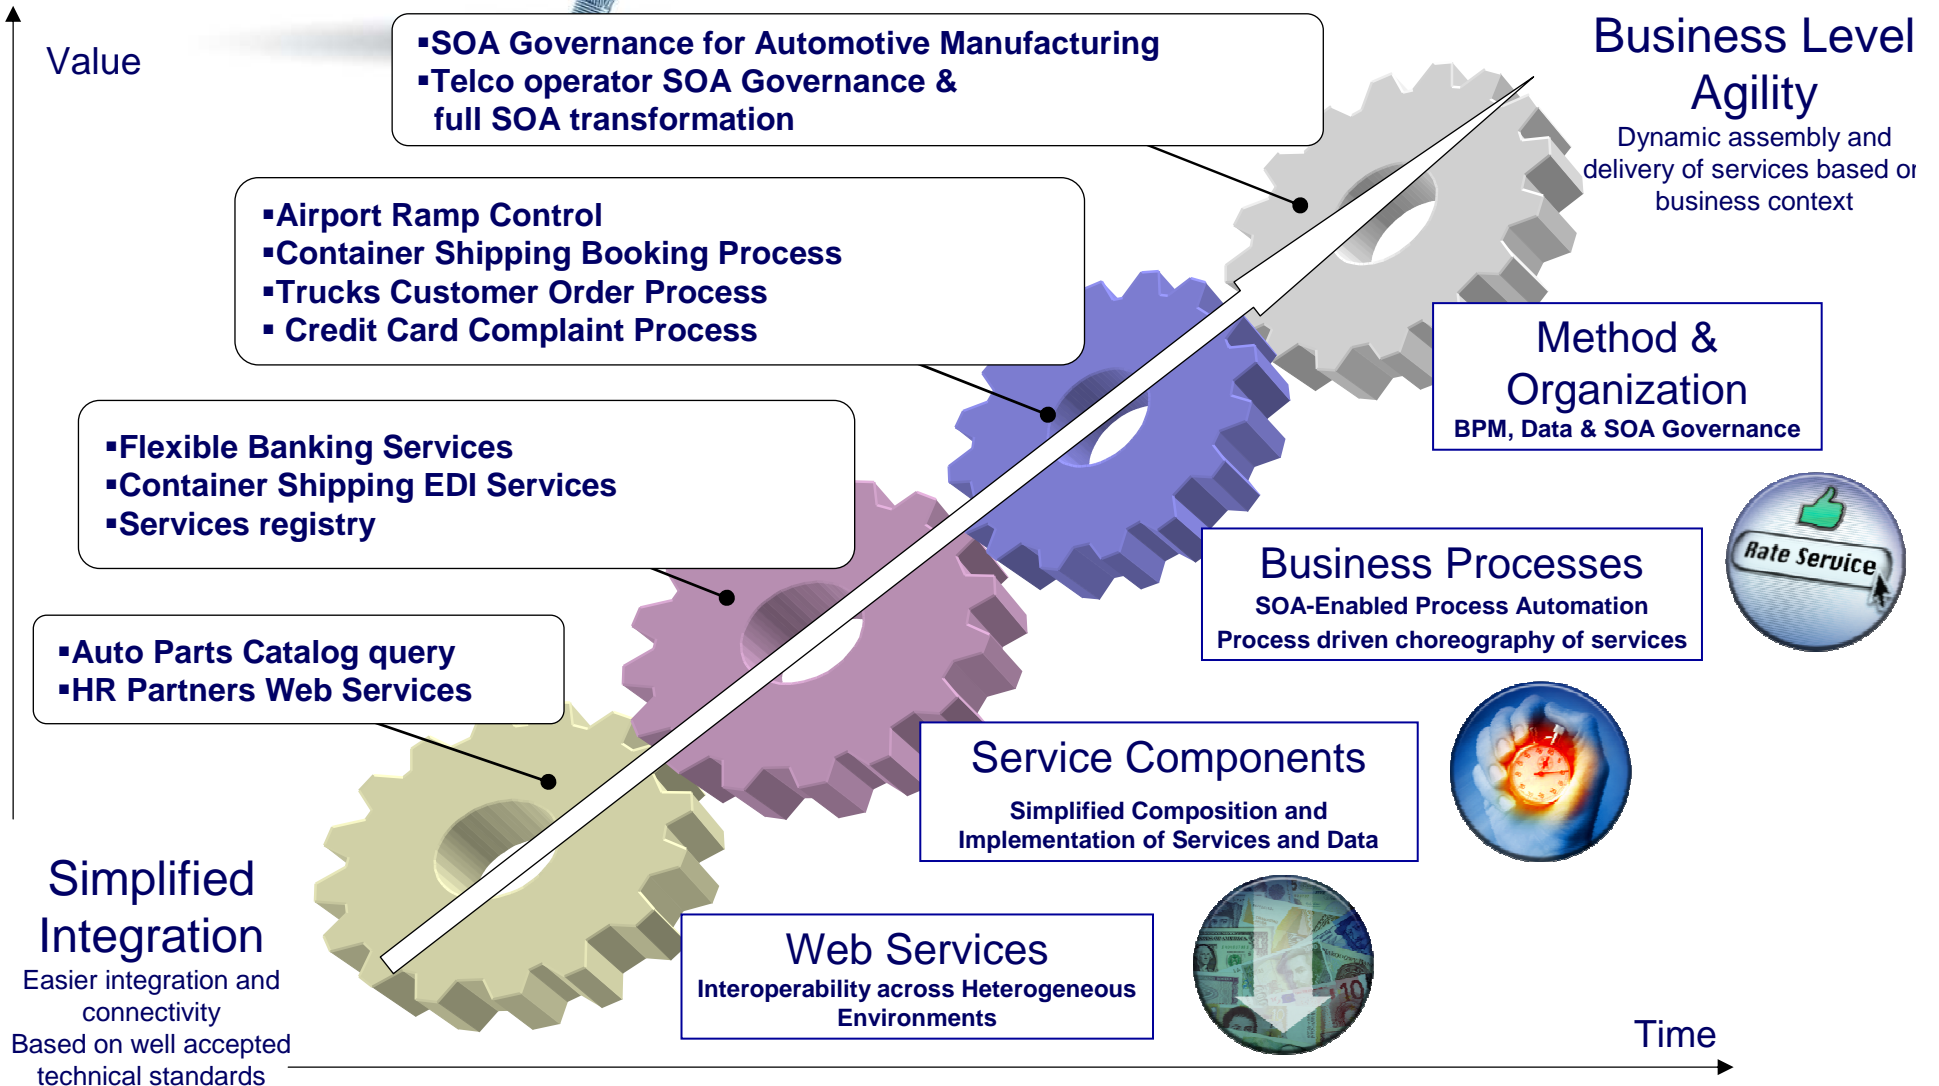 Value
▪SOA Governance for Automotive Manufacturing
▪Telco operator SOA Governance &
full SOA transformation
Business Level
Agility
Dynamic assembly and
delivery of services based on
business context
▪Airport Ramp Control
▪Container Shipping Booking Process
▪Trucks Customer Order Process
▪ Credit Card Complaint Process
Method &
Organization
BPM, Data & SOA Governance
▪Flexible Banking Services
▪Container Shipping EDI Services
▪Services registry
Rate Service
Business Processes
SOA-Enabled Process Automation
Process driven choreography of services
▪Auto Parts Catalog query
▪HR Partners Web Services
Service Components
Simplified Composition and
Implementation of Services and Data
Simplified
Integration
Easier integration and
connectivity
Based on well accepted
technical standards
Web Services
Interoperability across Heterogeneous
Environments
10
Time